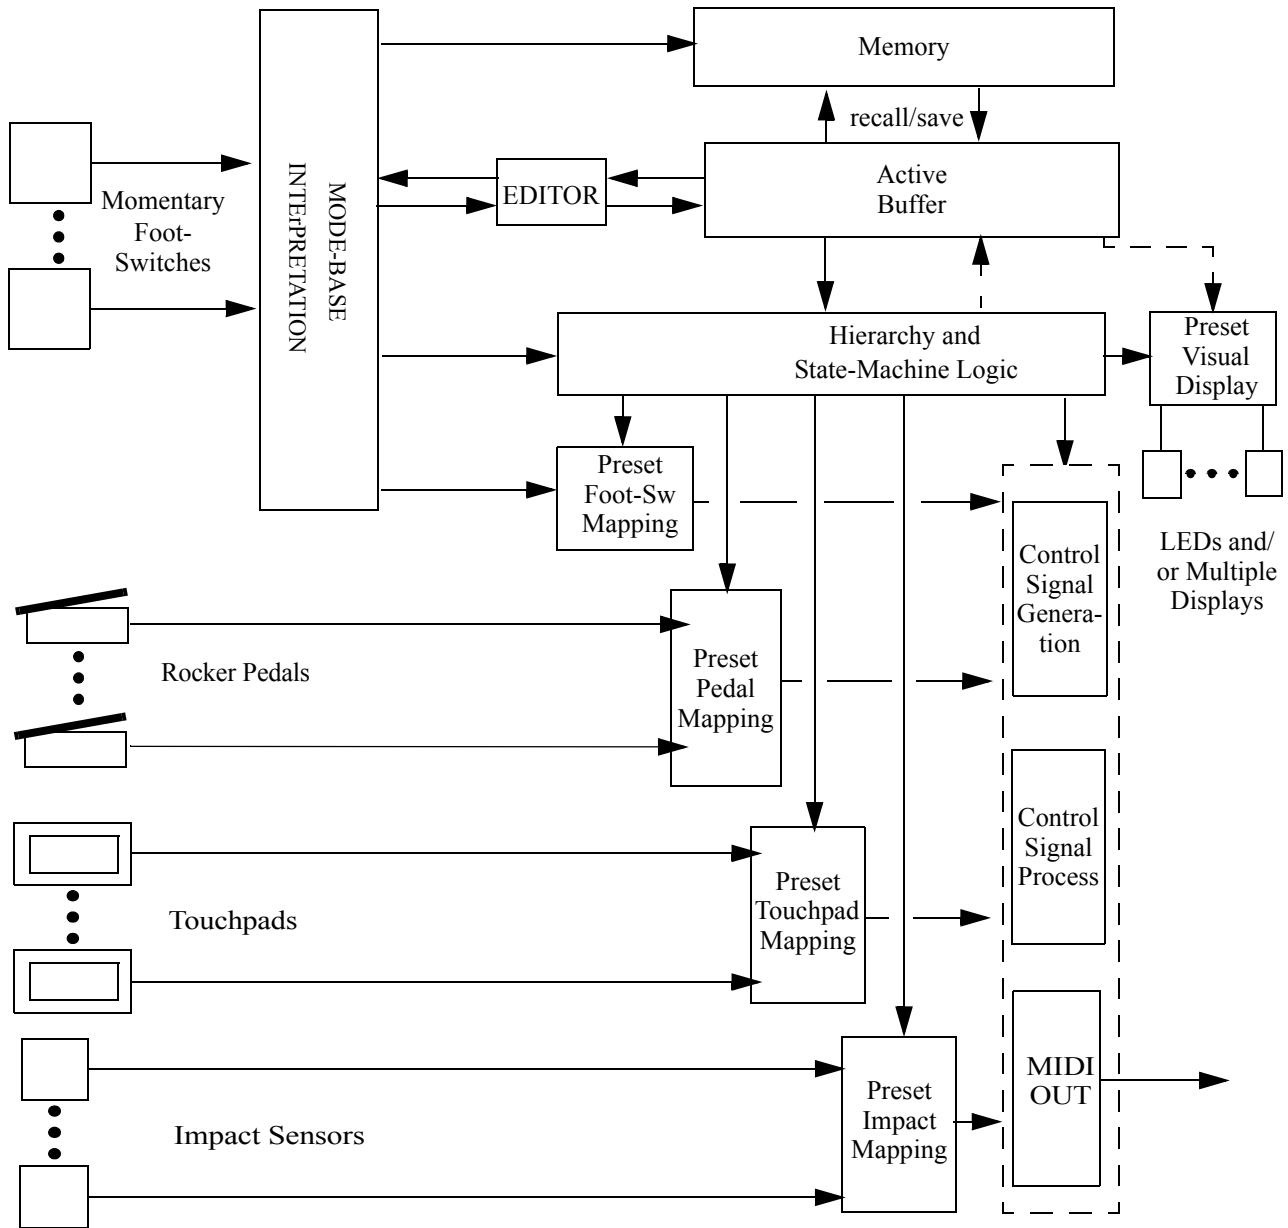 Memory
recall/save
Active
Buffer
EDITOR
MODE-BASE
INTErPRETATION
Momentary
Foot-
Switches
Hierarchy and
State-Machine Logic
Preset
Visual
Display
LEDs and/
or Multiple
Displays
Preset
Foot-Sw
Mapping
Control
Signal
Genera-
tion
Rocker Pedals
Preset
Pedal
Mapping
Control
Signal
Process
Touchpads
Preset
Touchpad
Mapping
MIDI
OUT
Impact Sensors
Preset
Impact
Mapping